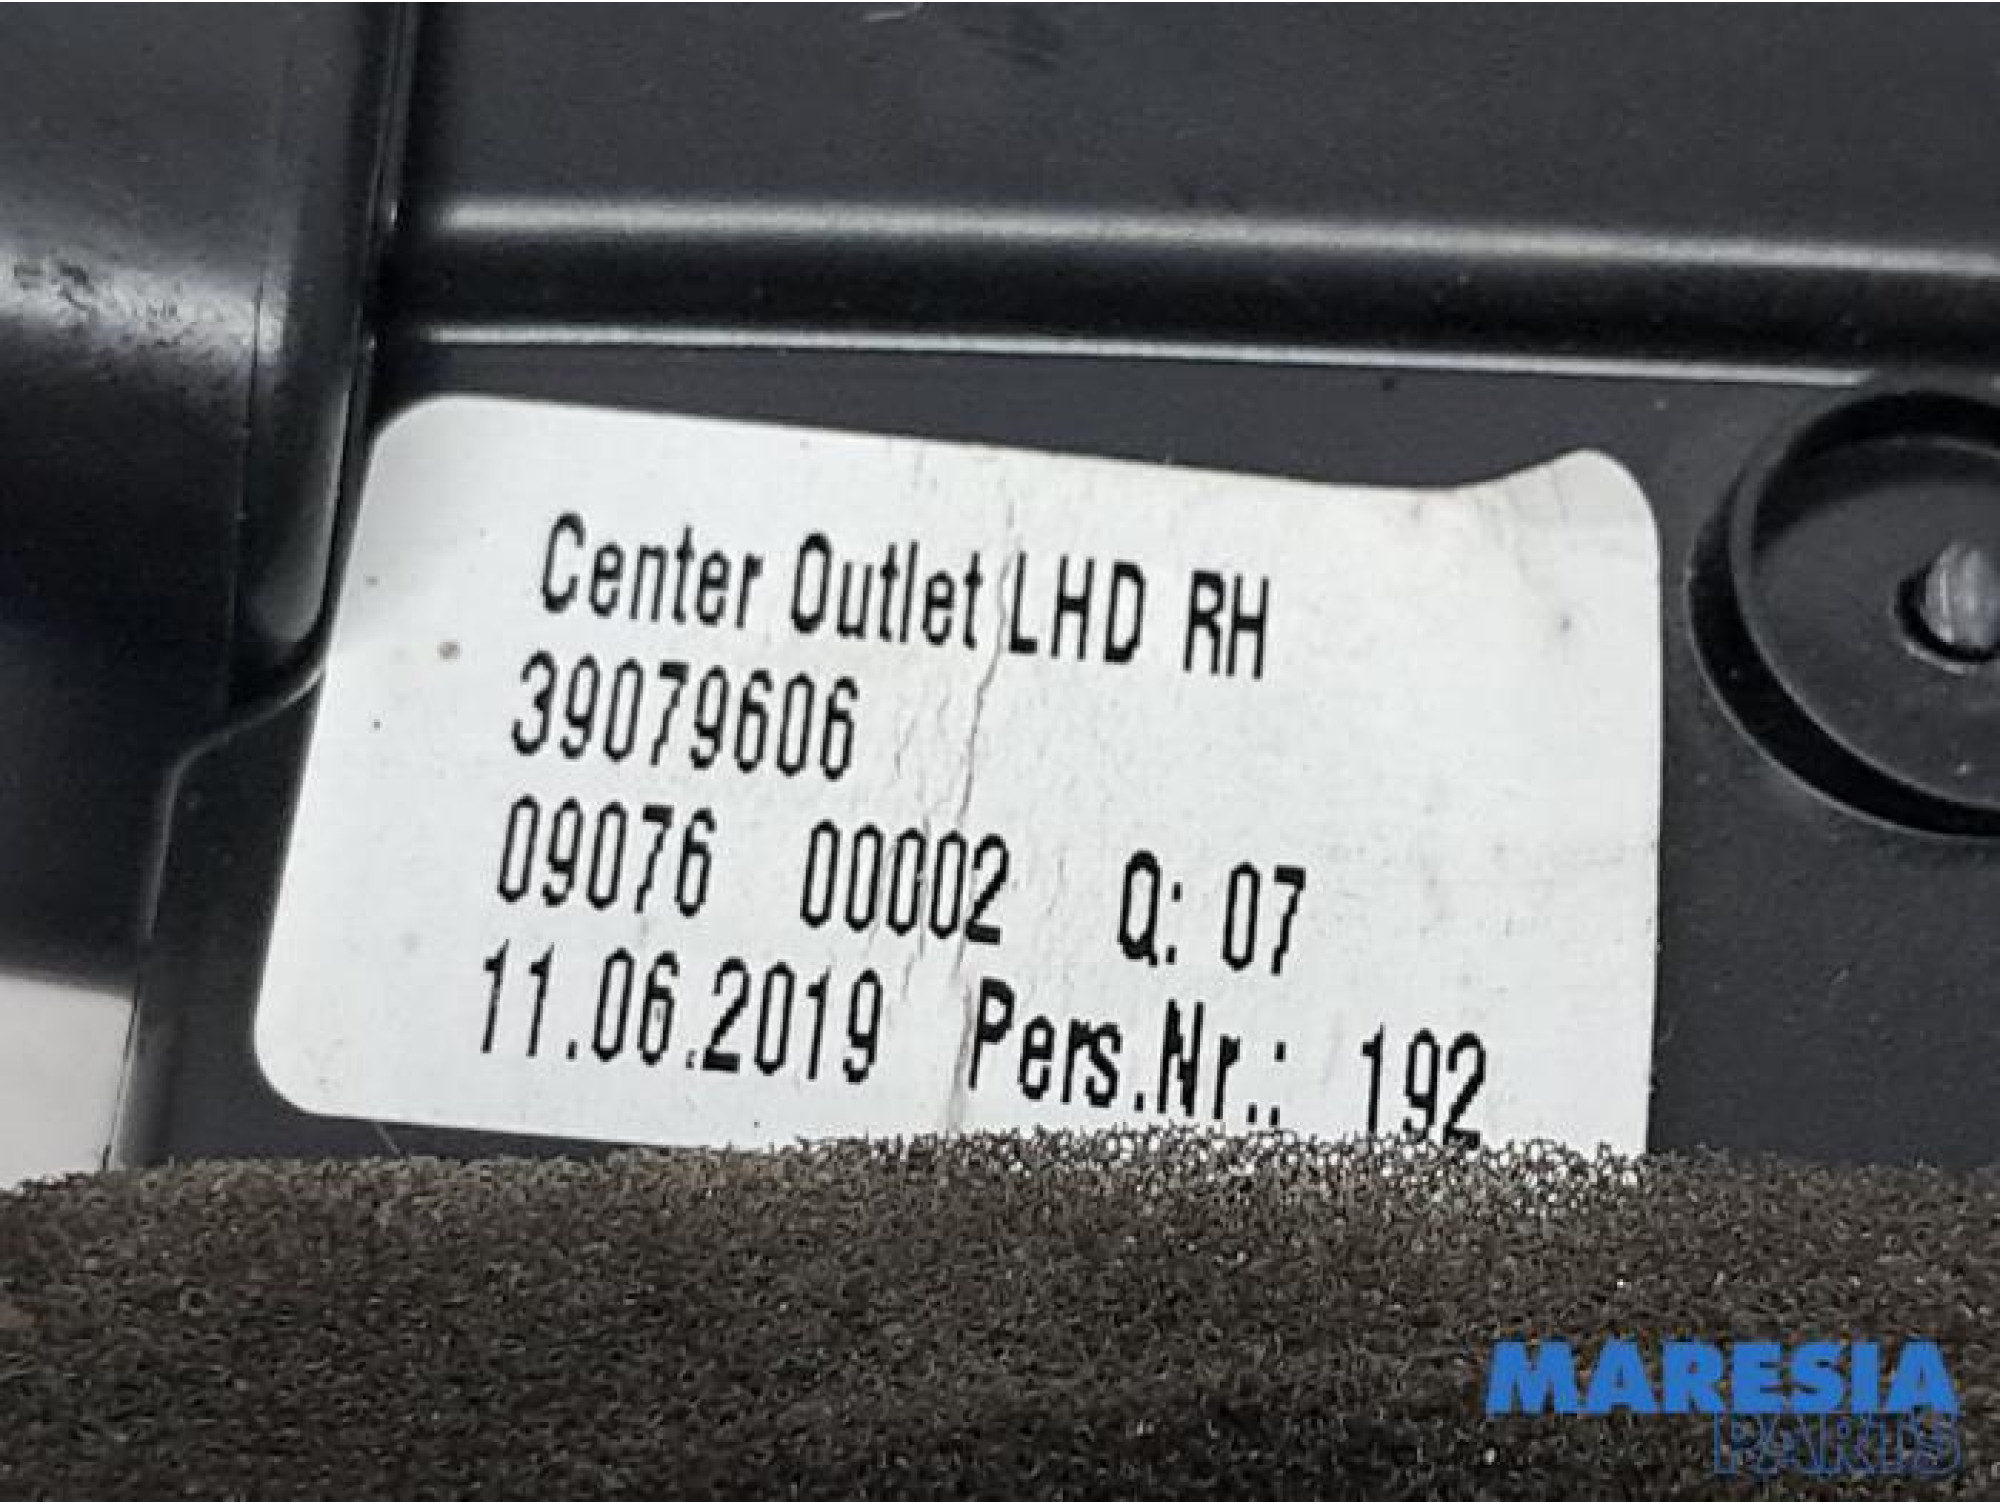 Center Outlet LHD RH
39079606
09076 00002 Q: 07
11.06.2019 Pers.Nr.: 192
MARESIA
PARTS